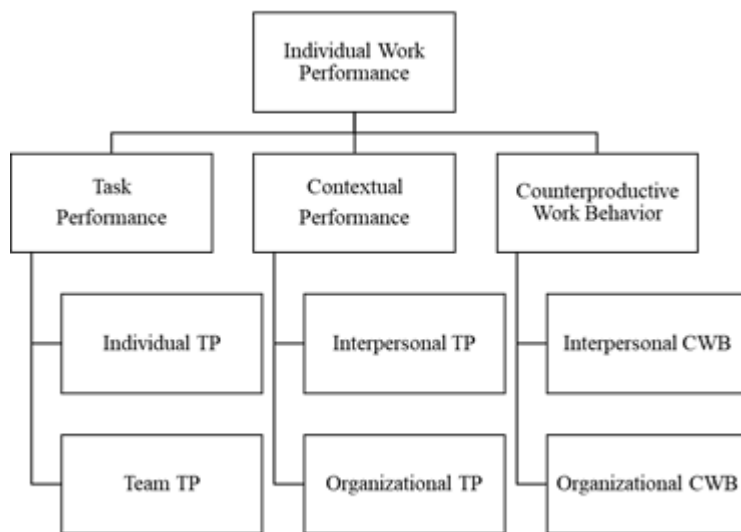 Individual Work
Performance
Task
Performance
Contextual
Performance
Counterproductive
Work Behavior
Individual TP
Interpersonal TP
Interpersonal CWB
Team TP
Organizational TP
Organizational CWB